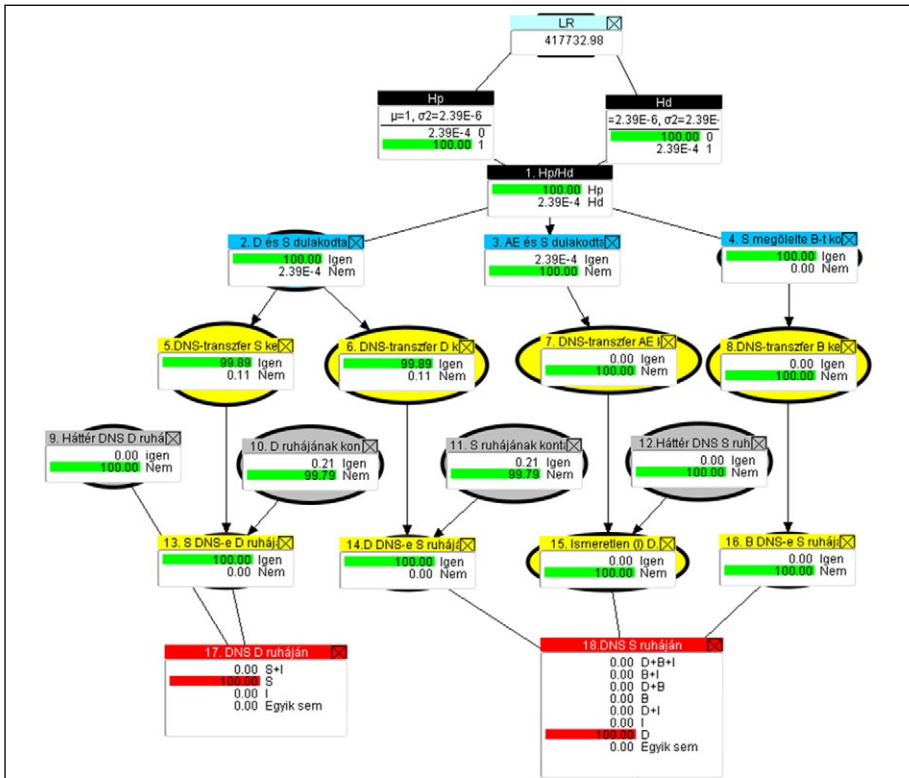 LR
417732.98
Hp
μ=1, σ2=2.39E-6
2.39E-4 0
100.00 1
Hd
=2.39E-6, σ2=2.39E-
100.00 0
2.39E-4 1
1. Hp/Hd
100.00 Hp
2.39E-4 Hd
2. D és S dulakodta
100.00 Igen
2.39E-4 Nem
3. AE és S dulakodta
2.39E-4 Igen
100.00 Nem
4. S megölelte B-t ko
100.00 Igen
0.00 Nem
5.DNS-transzfer S ke
99.89 Igen
0.11 Nem
6. DNS-transzfer D k
99.89 Igen
0.11 Nem
7. DNS-transzfer AE
0.00 Igen
100.00 Nem
8.DNS-transzfer B ke
0.00 Igen
100.00 Nem
9. Háttér DNS D ruhá
0.00 igen
100.00 Nem
10. D ruhájának kon
0.21 Igen
99.79 Nem
11. S ruhájának kont
0.21 Igen
99.79 Nem
12.Háttér DNS S ruh
0.00 Igen
100.00 Nem
13. S DNS-e D ruháj
100.00 Igen
0.00 Nem
14.D DNS-e S ruháj
100.00 Igen
0.00 Nem
15. Ismeretlen (I) D
0.00 Igen
100.00 Nem
16. B DNS-e S ruháj
0.00 Igen
100.00 Nem
17. DNS D ruháján
0.00 S+I
100.00 S
0.00 I
0.00 Egyik sem
18.DNS S ruháján
0.00 D+B+I
0.00 B+I
0.00 D+B
0.00 B
0.00 D+I
0.00 I
100.00 D
0.00 Egyik sem